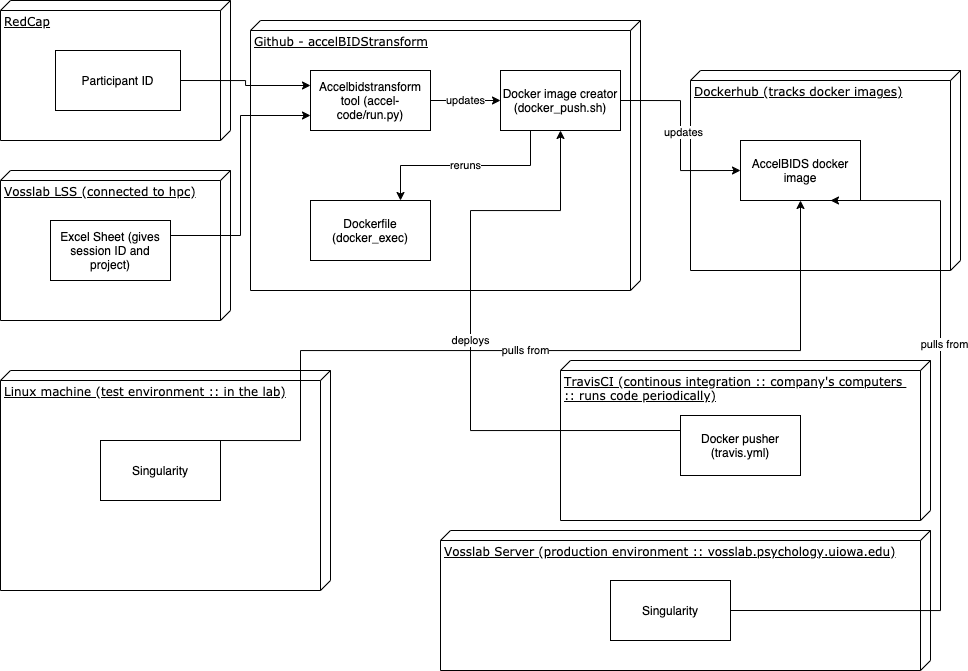 RedCap
Participant ID
Github - accelBIDStransform
Accelbidstransform
tool (accel-
code/run.py)
updates
Docker image creator
(docker_push.sh)
reruns
Dockerfile
(docker_exec)
updates
Dockerhub (tracks docker images)
AccelBIDS docker
image
Vosslab LSS (connected to hpc)
Excel Sheet (gives
session ID and
project)
deploys
pulls from
pulls from
Linux machine (test environment :: in the lab)
Singularity
TravisCI (continous integration :: company's computers
:: runs code periodically)
Docker pusher
(travis.yml)
Vosslab Server (production environment :: vosslab.psychology.uiowa.edu)
Singularity